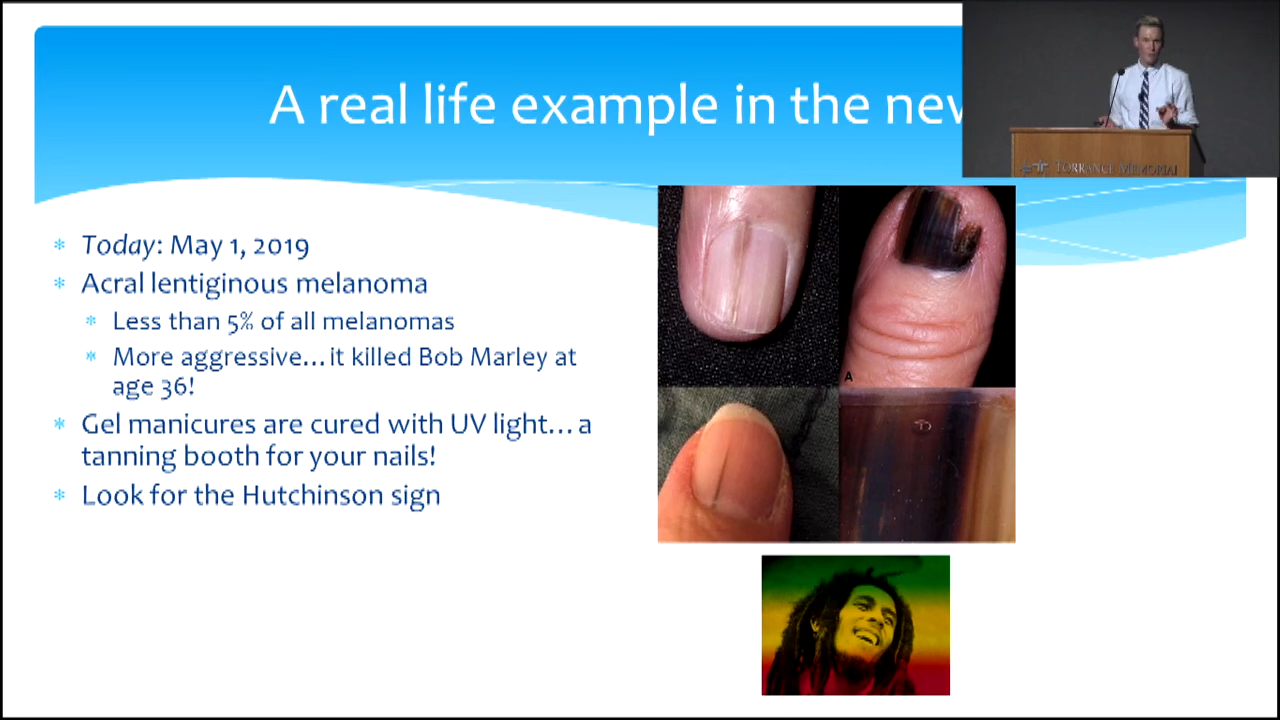 A real life example in the nev
TORRANCE MEMORIAL
Today: May 1, 2019
Acral lentiginous melanoma
Less than 5% of all melanomas
More aggressive...it killed Bob Marley at
age 36!
Gel manicures are cured with UV light...a
tanning booth for your nails!
Look for the Hutchinson sign
A